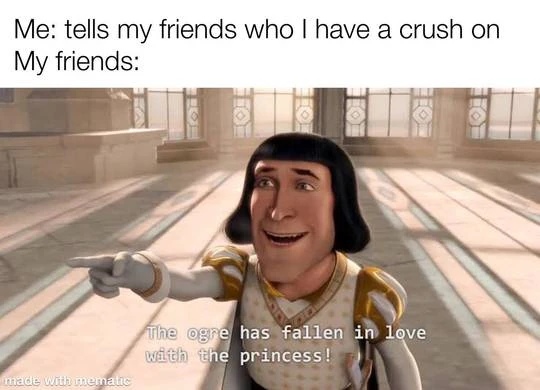 Me: tells my friends who I have a crush on
My friends:
The ogre has fallen in love
with the princess!
made with mematic